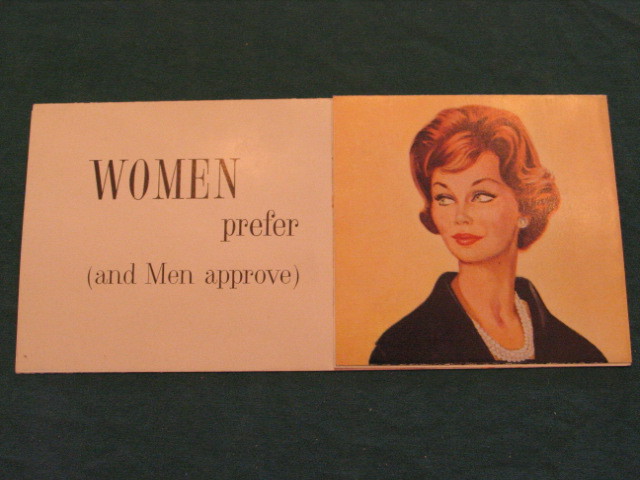 WOMEN
prefer
(and Men approve)